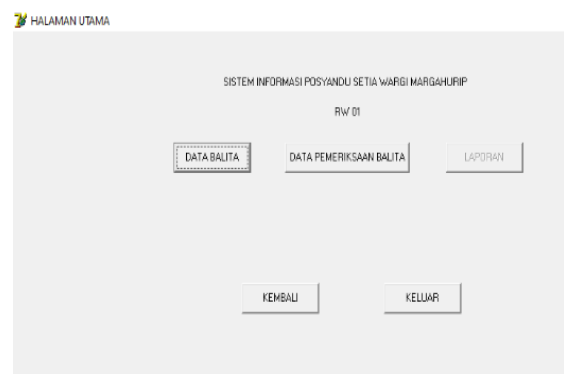 HALAMAN UTAMA
SISTEM INFORMASI POSYANDU SETIA WARGI MARGAHURIP
RW 01
DATA BALITA
DATA PEMERIKSAAN BALITA
LAPORAN
KEMBALI
KELUAR